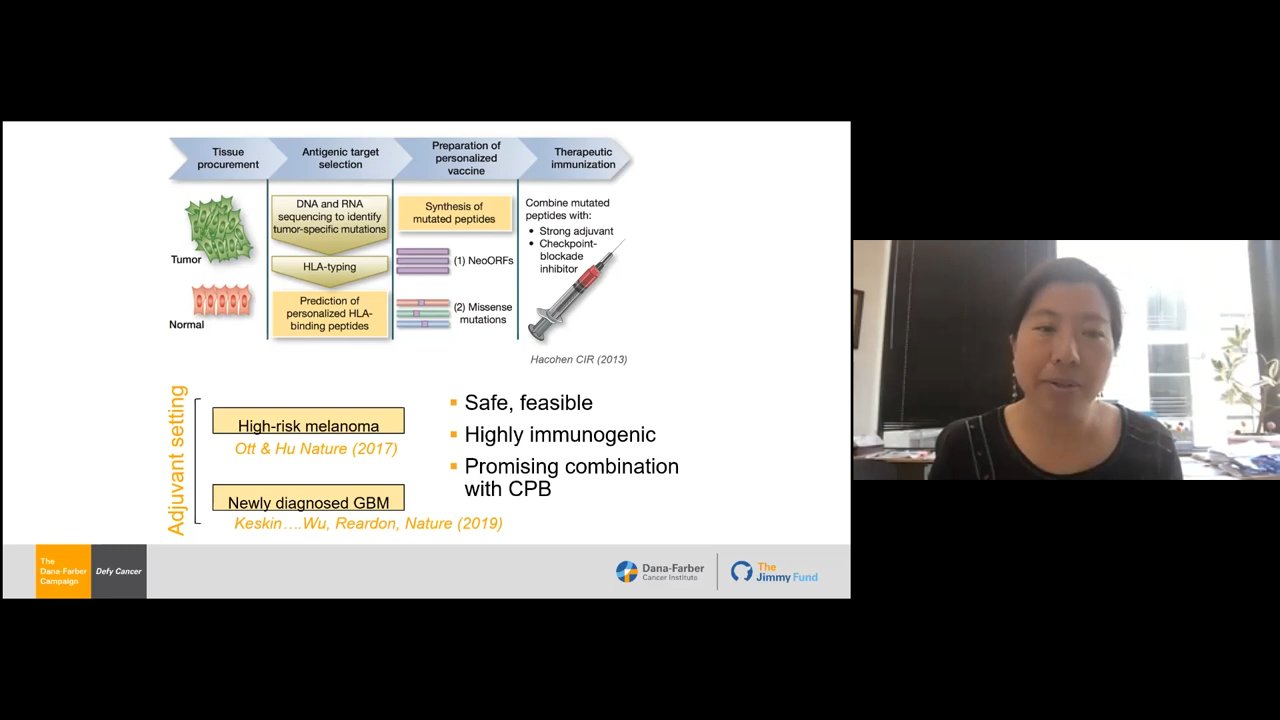 Tissue
procurement
Antigenic target
selection
Preparation of
personalized
vaccine
Therapeutic
immunization
Tumor
Normal
DNA and RNA
sequencing to identify
tumor-specific mutations
HLA-typing
Prediction of
personalized HLA-
binding peptides
Synthesis of
mutated peptides
(1) NeoORFs
(2) Missense
mutations
Combine mutated
peptides with:
• Strong adjuvant
• Checkpoint-
blockade
inhibitor
Hacohen CIR (2013)
Adjuvant setting
High-risk melanoma
Ott & Hu Nature (2017)
Newly diagnosed GBM
Keskin….Wu, Reardon, Nature (2019)
▪ Safe, feasible
▪ Highly immunogenic
▪ Promising combination
with CPB
The
Dana-Farber
Campaign
Defy Cancer
Dana-Farber
Cancer Institute
The
Jimmy Fund